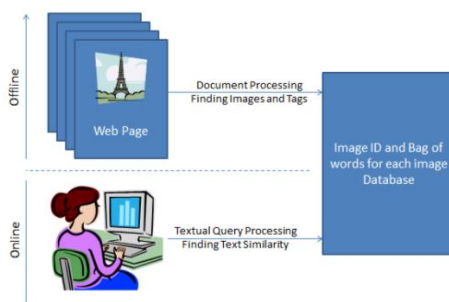 Offline
Web Page
Document Processing
Finding Images and Tags
Image ID and Bag of
words for each image
Database
Online
Textual Query Processing
Finding Text Similarity